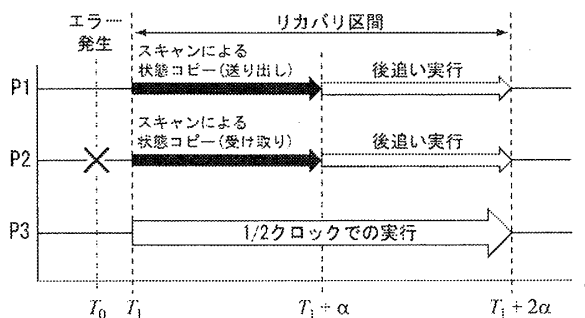 エラー
発生
リカバリ区間
スキャンによる
状態コピー(送り出し)
後追い実行
P1
スキャンによる
状態コピー(受け取り)
後追い実行
P2
P3
1/2クロックでの実行
T0 T1 T1 + α T1 + 2α